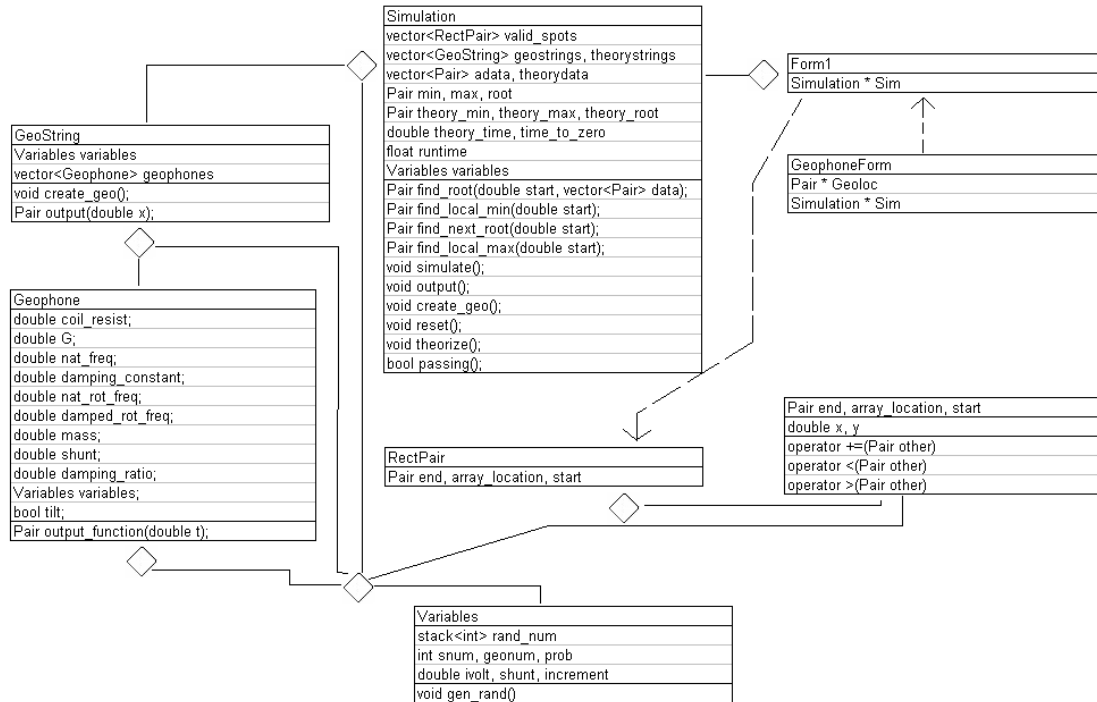 Simulation
vector<RectPair> valid_spots
vector<GeoString> geostrings, theorystrings
vector<Pair> adata, theorydata
Pair min, max, root
Pair theory_min, theory_max, theory_root
double theory_time, time_to_zero
float runtime
Variables variables
Pair find_root(double start, vector<Pair> data);
Pair find_local_min(double start);
Pair find_next_root(double start);
Pair find_local_max(double start);
void simulate();
void output();
void create_geo();
void reset();
void theorize();
bool passing();
Form1
Simulation * Sim
GeophoneForm
Pair * Geoloc
Simulation * Sim
GeoString
Variables variables
vector<Geophone> geophones
void create_geo();
Pair output(double x);
Geophone
double coil_resist;
double G;
double nat_freq;
double damping_constant;
double nat_rot_freq;
double damped_rot_freq;
double mass;
double shunt;
double damping_ratio;
Variables variables;
bool tilt;
Pair output_function(double t);
RectPair
Pair end, array_location, start
Pair end, array_location, start
double x, y
operator +=(Pair other)
operator <(Pair other)
operator >(Pair other)
Variables
stack<int> rand_num
int snum, geonum, prob
double ivolt, shunt, increment
void gen_rand()